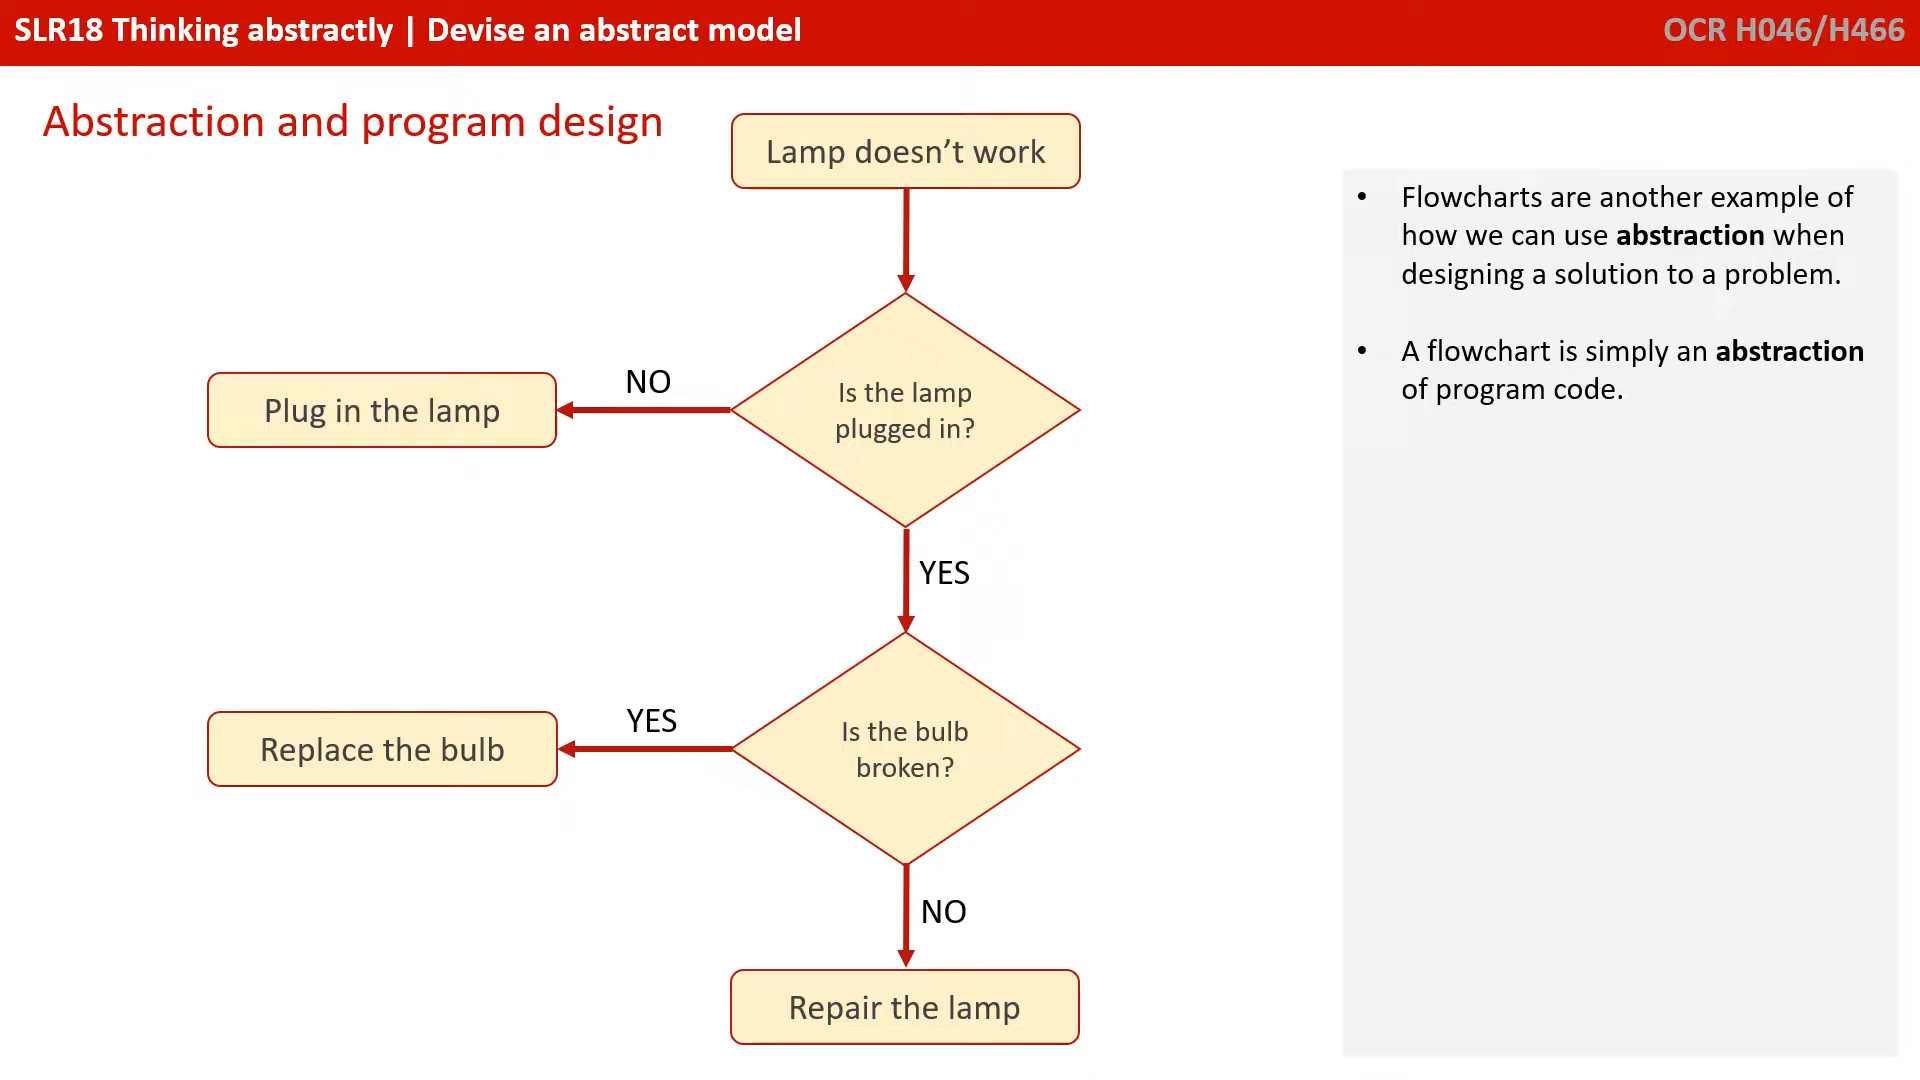 SLR18 Thinking abstractly | Devise an abstract model
OCR H046/H466
Abstraction and program design
Lamp doesn’t work
Is the lamp
plugged in?
NO
Plug in the lamp
YES
Is the bulb
broken?
YES
Replace the bulb
NO
Repair the lamp
• Flowcharts are another example of
how we can use abstraction when
designing a solution to a problem.
• A flowchart is simply an abstraction
of program code.